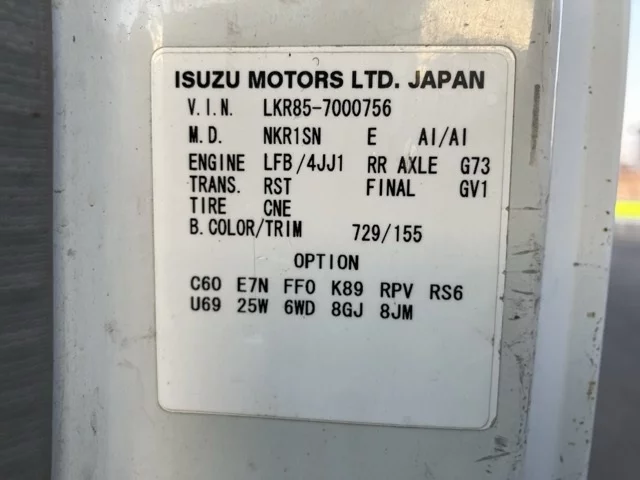 ISUZU MOTORS LTD. JAPAN
V.I.N. LKR85-7000756
M.D. NKR1SN E AI/AI
ENGINE LFB/4JJ1 RR AXLE G73
TRANS. RST FINAL GV1
TIRE CNE
B.COLOR/TRIM 729/155
OPTION
C60 E7N FF0 K89 RPV RS6
U69 25W 6WD 8GJ 8JM